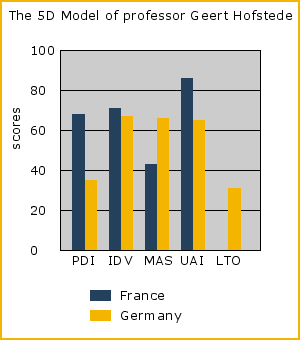 The 5D Model of professor Geert Hofstede
100
80
60
40
20
0
scores
PDI IDV MAS UAI LTO
France
Germany